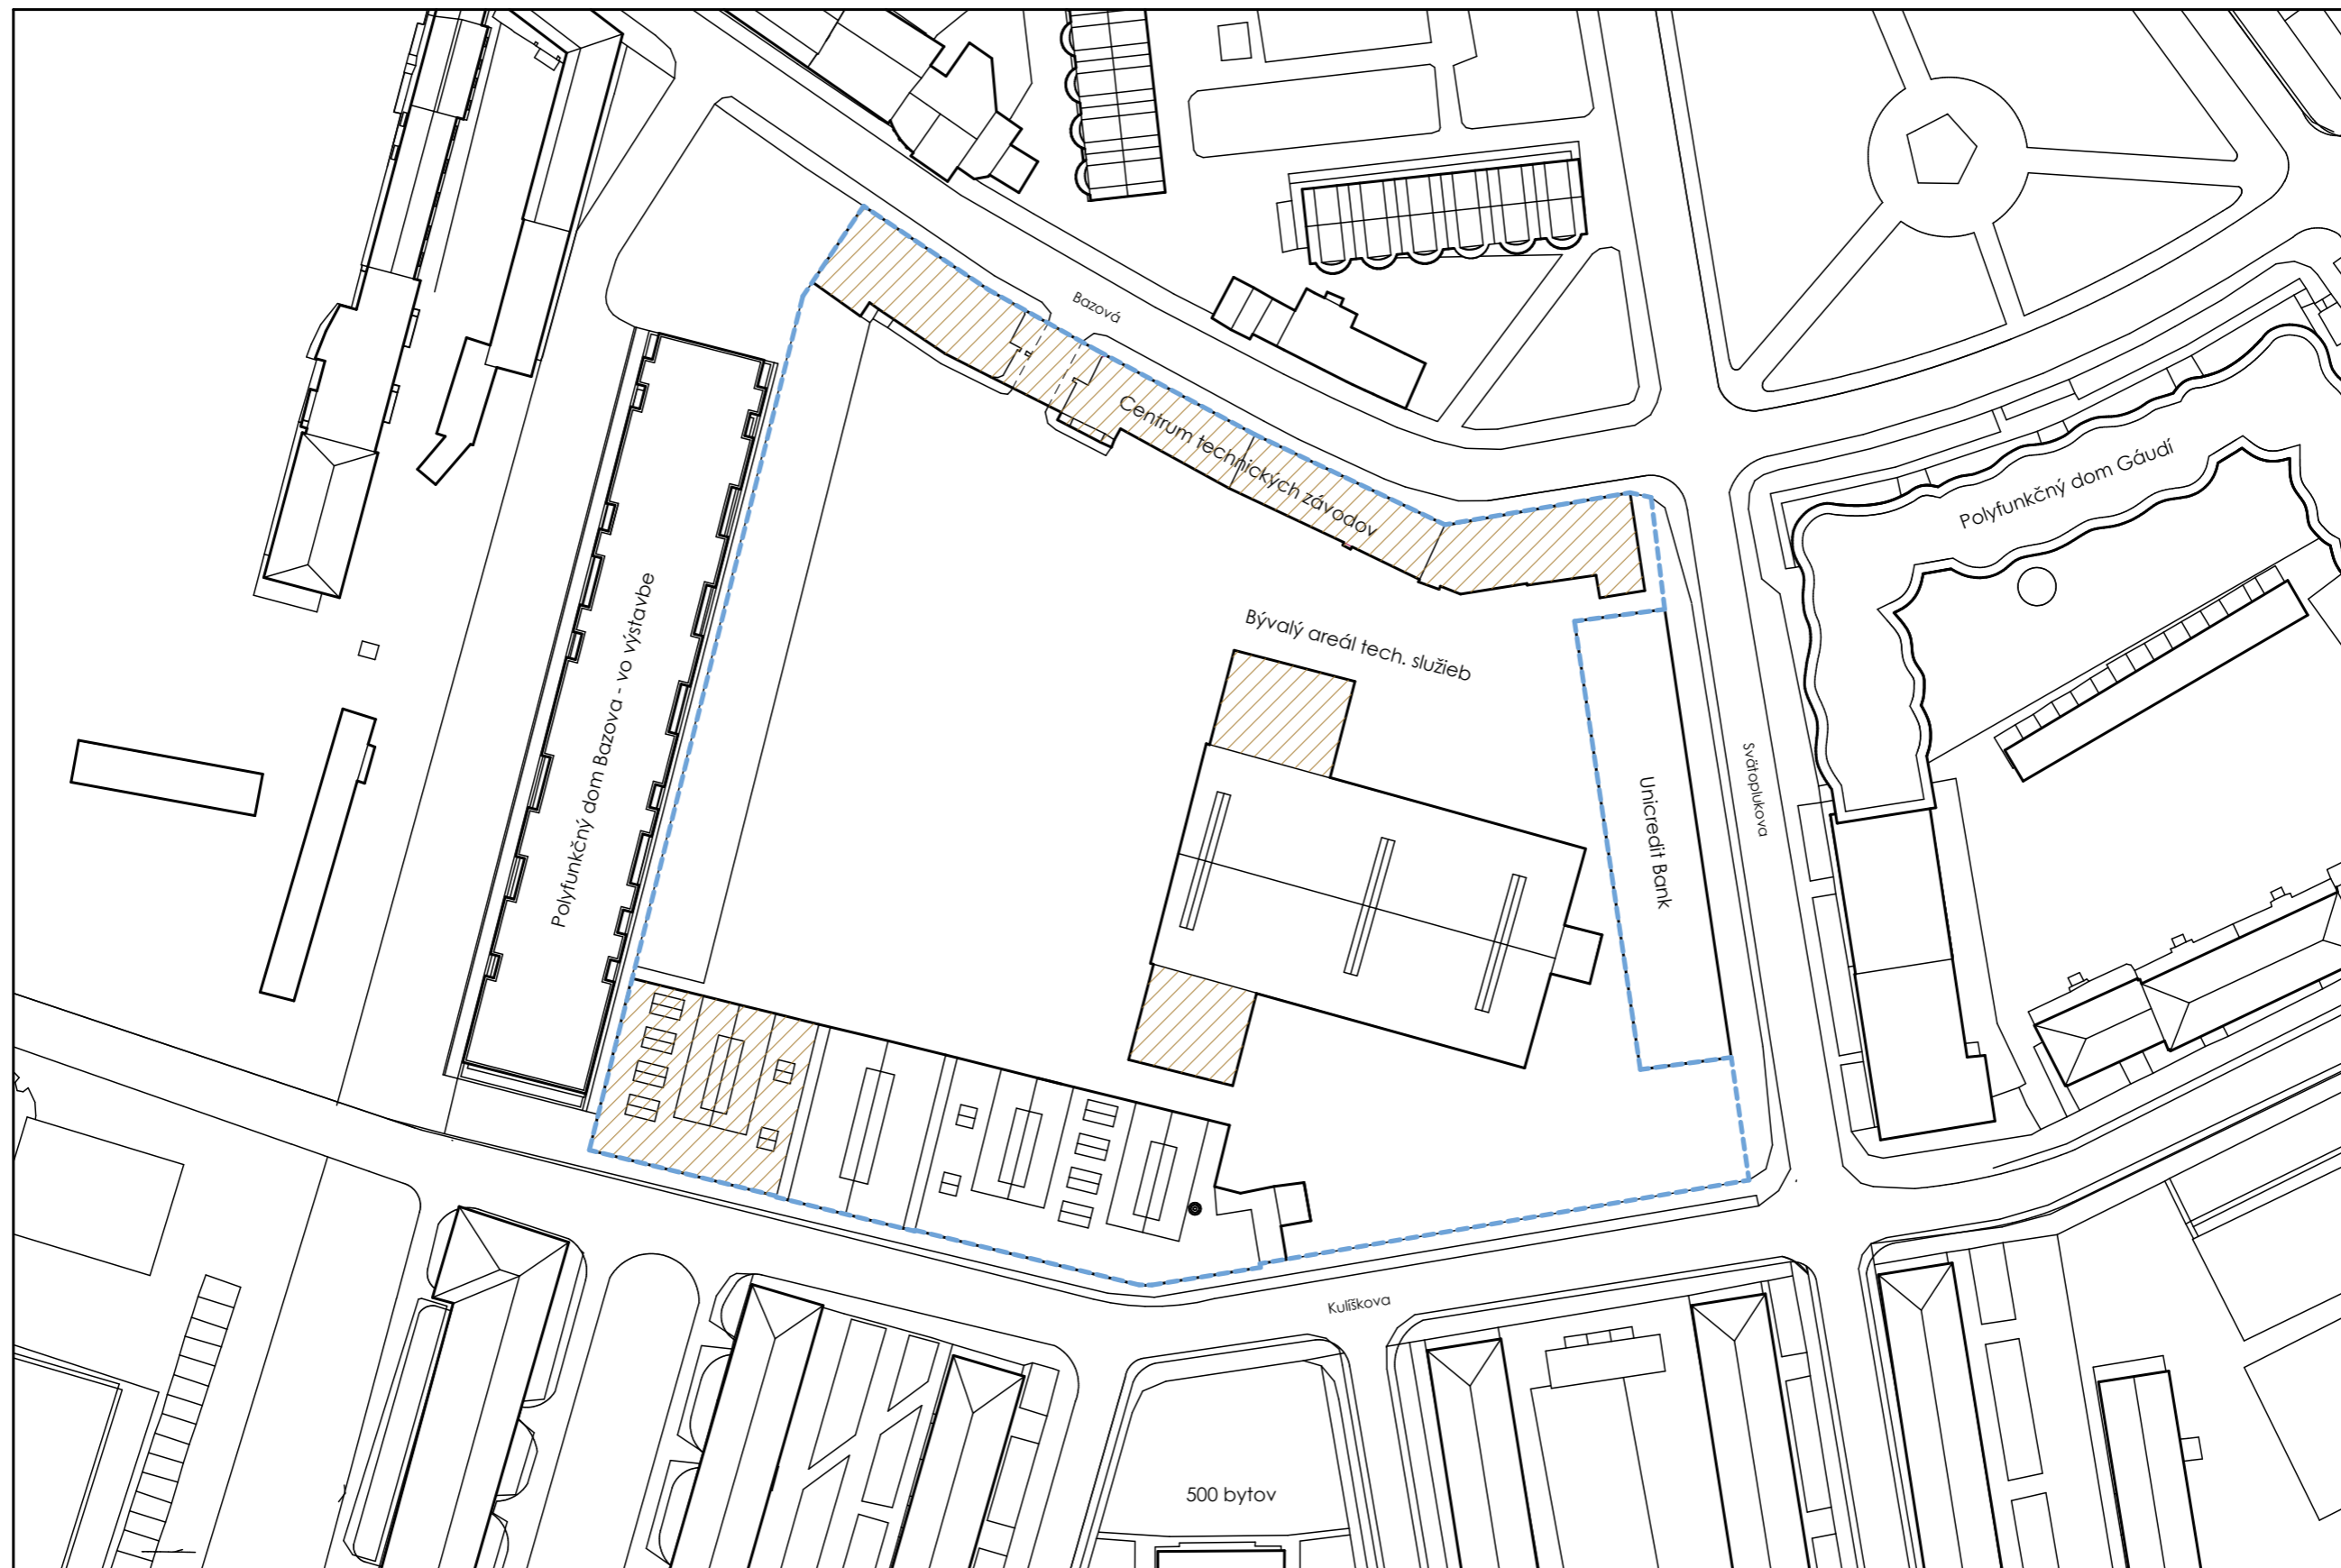 Bazová
Centrum technických závodov
Polyfunkčný dom Gáudí
Bývalý areál tech. služieb
Polyfunkčný dom Bazova - vo výstavbe
Unicredit Bank
Svätoplukova
Kulíškova
500 bytov